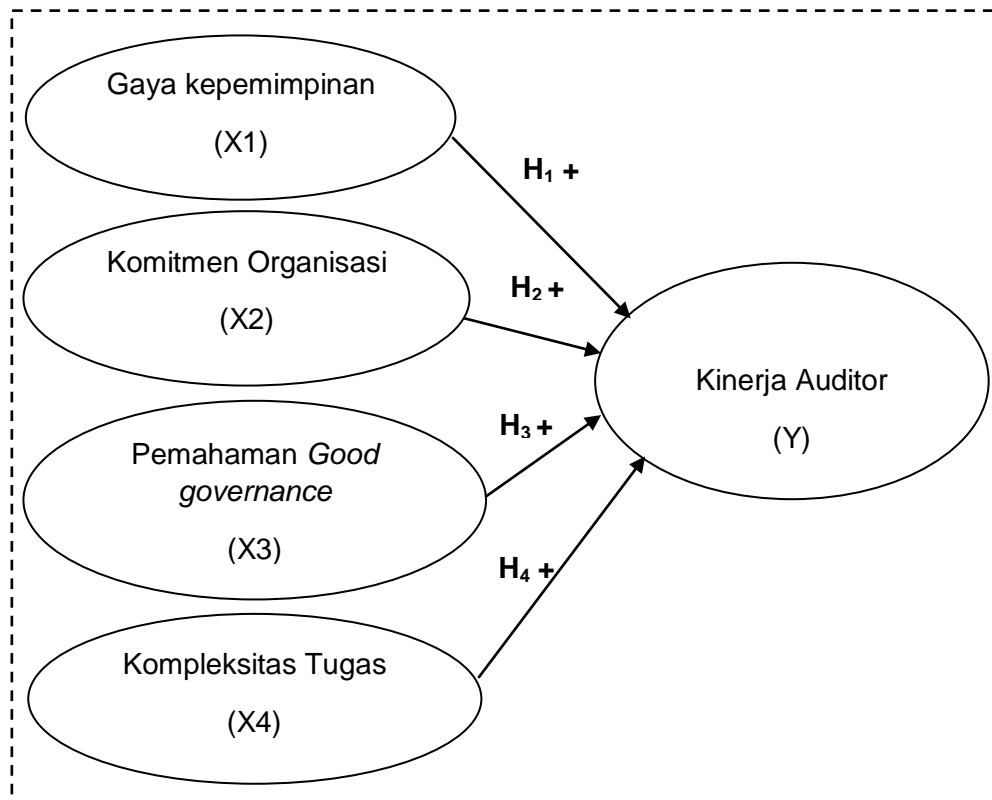 Gaya kepemimpinan
(X1)
H₁ +
Komitmen Organisasi
(X2)
H₂ +
Kinerja Auditor
(Y)
Pemahaman Good
governance
(X3)
H₃ +
H₄ +
Kompleksitas Tugas
(X4)